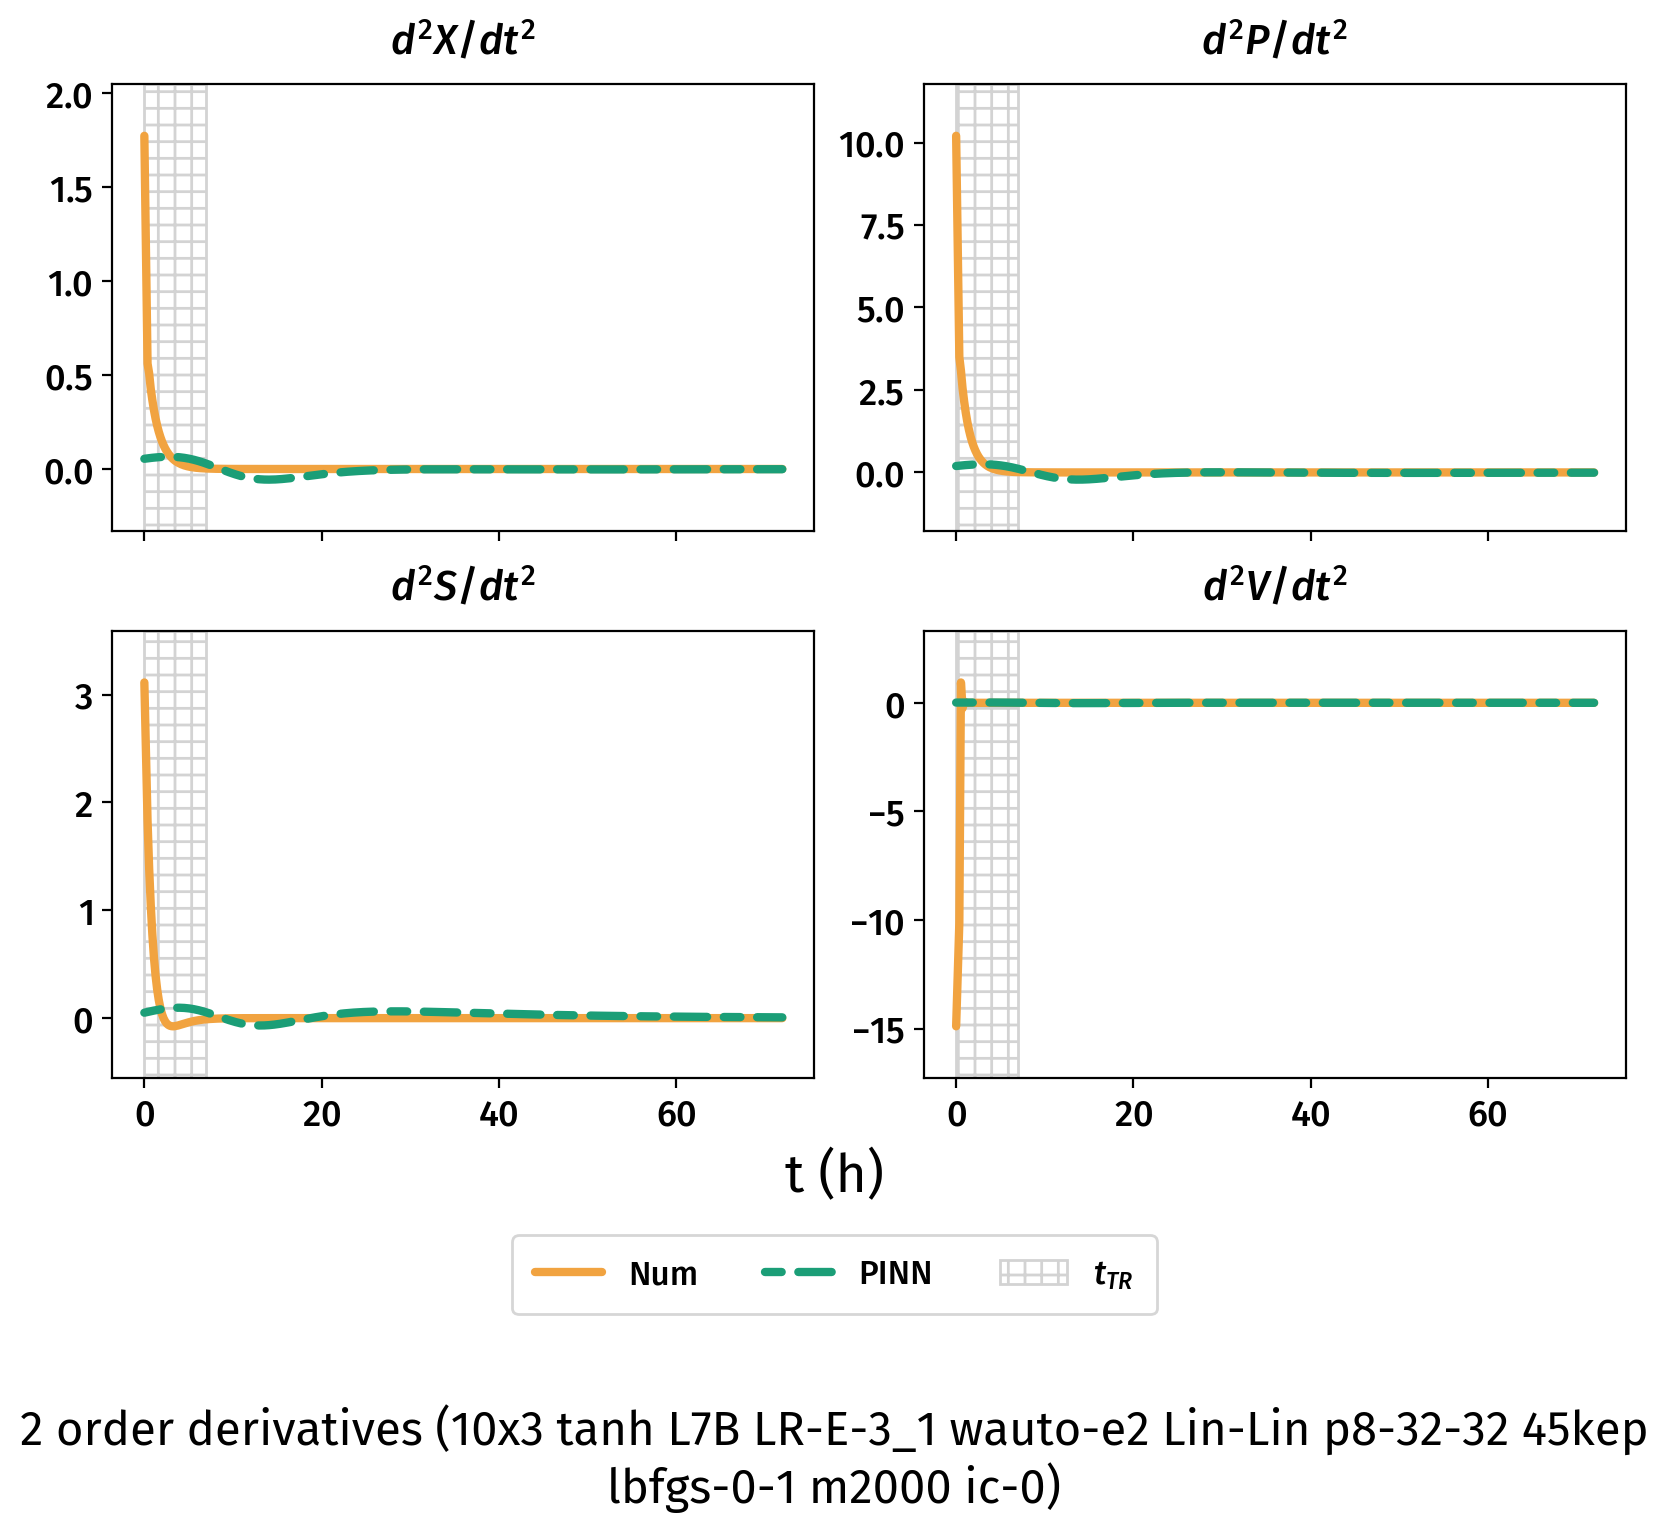 d²X/dt²
d²P/dt²
2.0
1.5
1.0
0.5
0.0
10.0
7.5
5.0
2.5
0.0
d²S/dt²
d²V/dt²
3
2
1
0
0
−5
−10
−15
0 20 40 60
0 20 40 60
t (h)
Num PINN t_TR
2 order derivatives (10x3 tanh L7B LR-E-3_1 wauto-e2 Lin-Lin p8-32-32 45kep
lbfgs-0-1 m2000 ic-0)